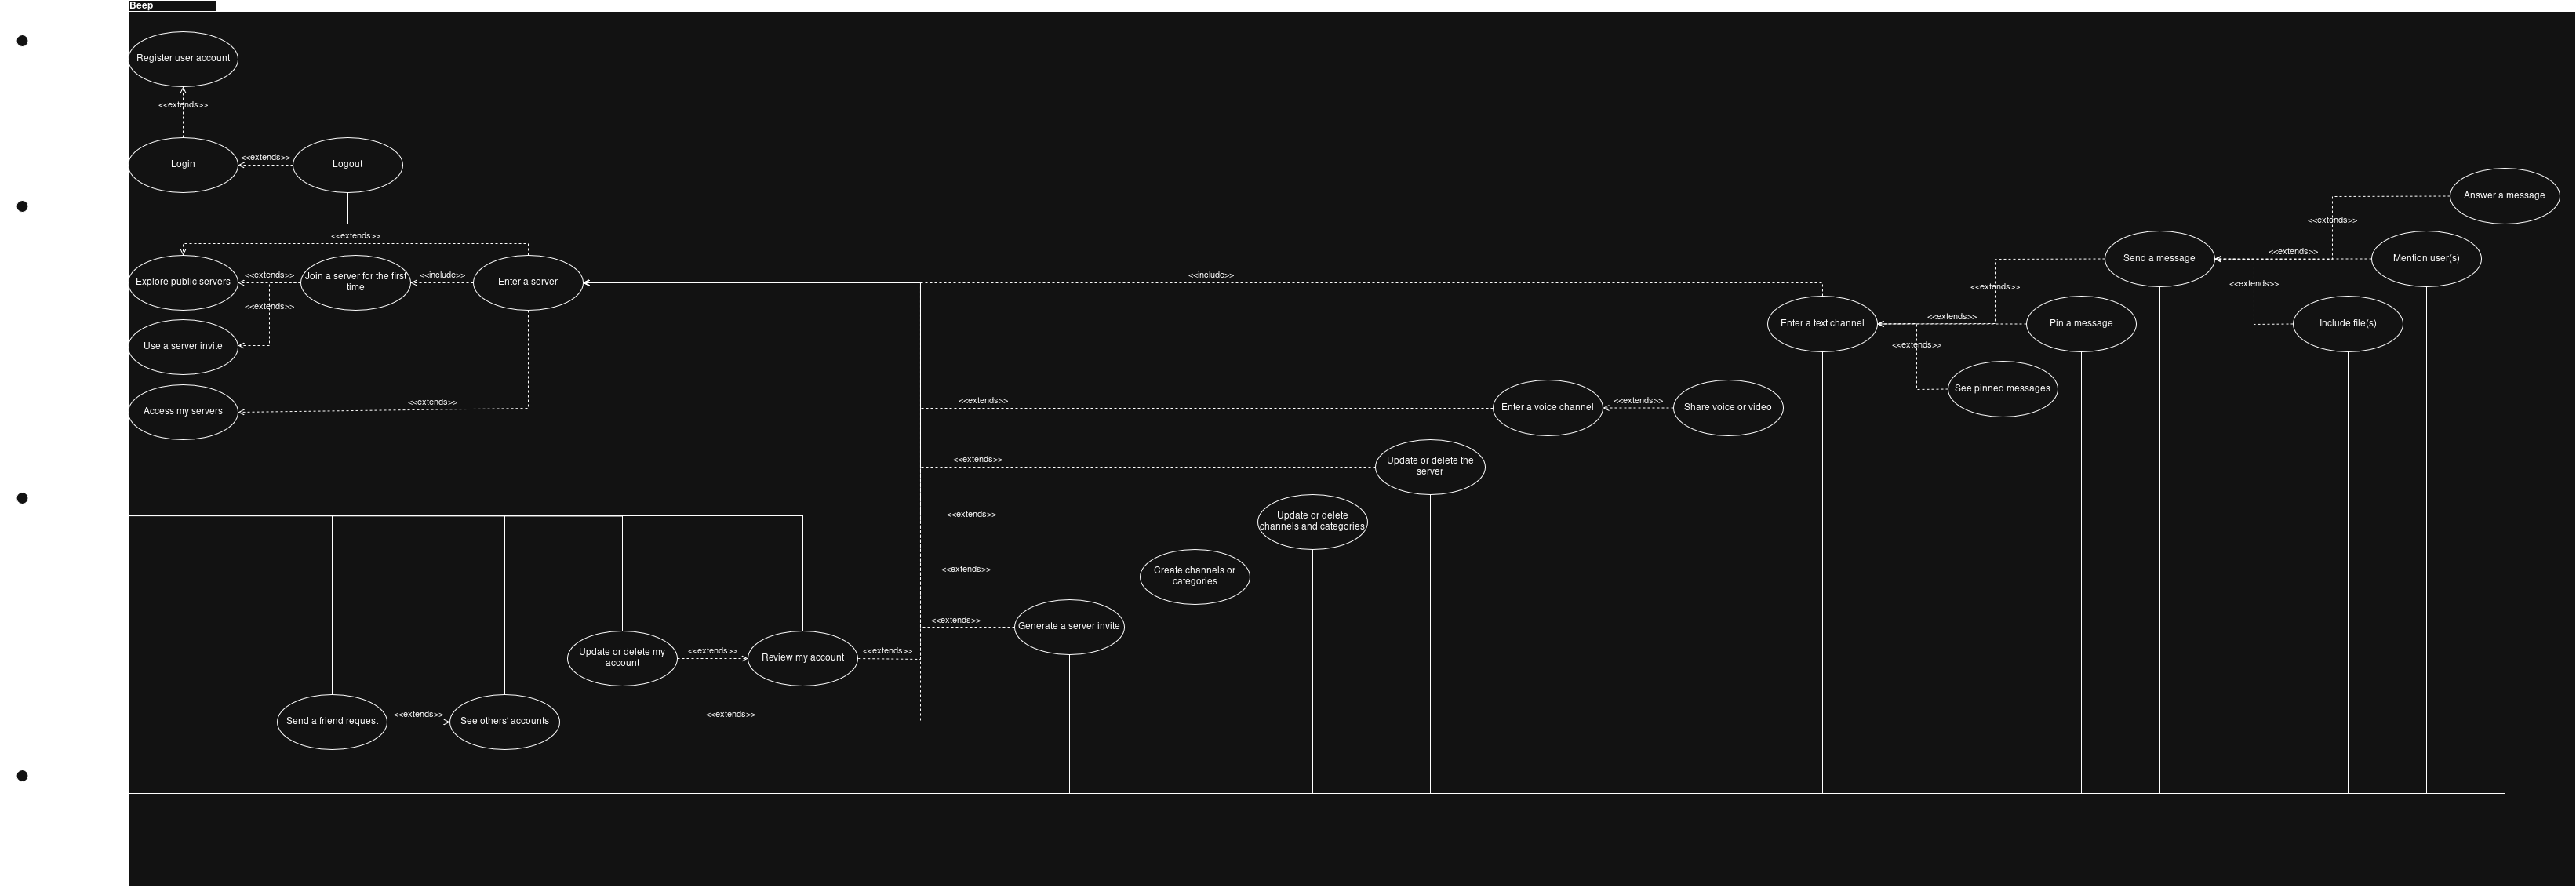 Beep
Register user account
<<extends>>
Login
<<extends>>
Logout
Answer a message
<<extends>>
<<extends>>
Explore public servers
<<extends>>
<<extends>>
Join a server for the first
time
<<include>>
Enter a server
<<include>>
Send a message
<<extends>>
Mention user(s)
<<extends>>
<<extends>>
Use a server invite
Enter a text channel
<<extends>>
Pin a message
Include file(s)
<<extends>>
See pinned messages
Access my servers
<<extends>>
<<extends>>
Enter a voice channel
<<extends>>
Share voice or video
<<extends>>
Update or delete the
server
<<extends>>
Update or delete
channels and categories
<<extends>>
Create channels or
categories
<<extends>>
Generate a server invite
Update or delete my
account
<<extends>>
Review my account
<<extends>>
Send a friend request
<<extends>>
See others' accounts
<<extends>>